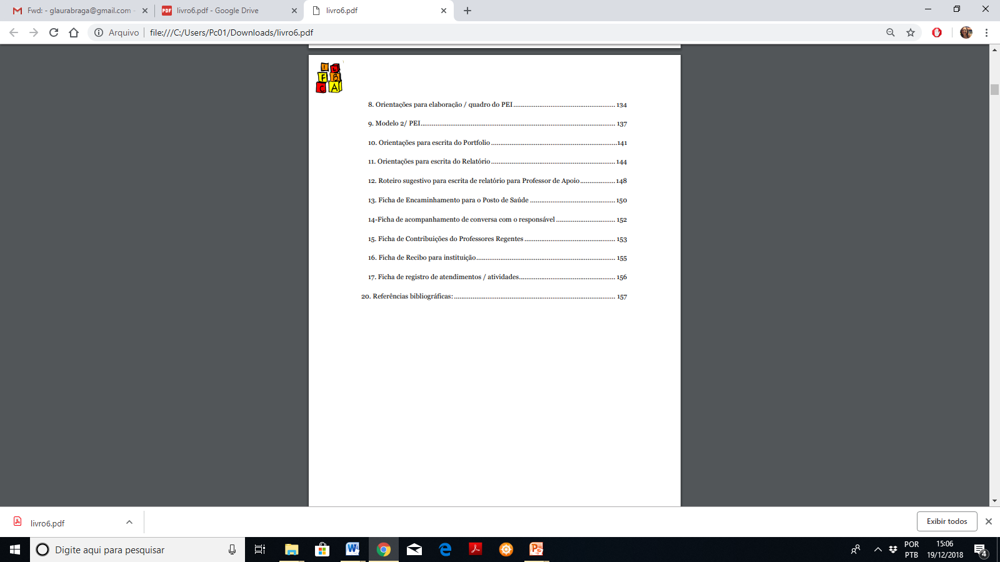 Fwd: - glaurabraga@gmail.com -
livro6.pdf - Google Drive
livro6.pdf
Arquivo
file:///C:/Users/Pc01/Downloads/livro6.pdf
I L
F B
C A
8. Orientações para elaboração / quadro do PEI ....................................................... 134
9. Modelo 2/ PEI......................................................................................................... 137
10. Orientações para escrita do Portfolio ....................................................................141
11. Orientações para escrita do Relatório ................................................................... 144
12. Roteiro sugestivo para escrita de relatório para Professor de Apoio...................148
13. Ficha de Encaminhamento para o Posto de Saúde .............................................. 150
14-Ficha de acompanhamento de conversa com o responsável ................................ 152
15. Ficha de Contribuições do Professores Regentes ................................................. 153
16. Ficha de Recibo para instituição........................................................................... 155
17. Ficha de registro de atendimentos / atividades.................................................... 156
20. Referências bibliográficas: ....................................................................................... 157
livro6.pdf
Exibir todos
Digite aqui para pesquisar
POR
PTB
15:06
19/12/2018
4